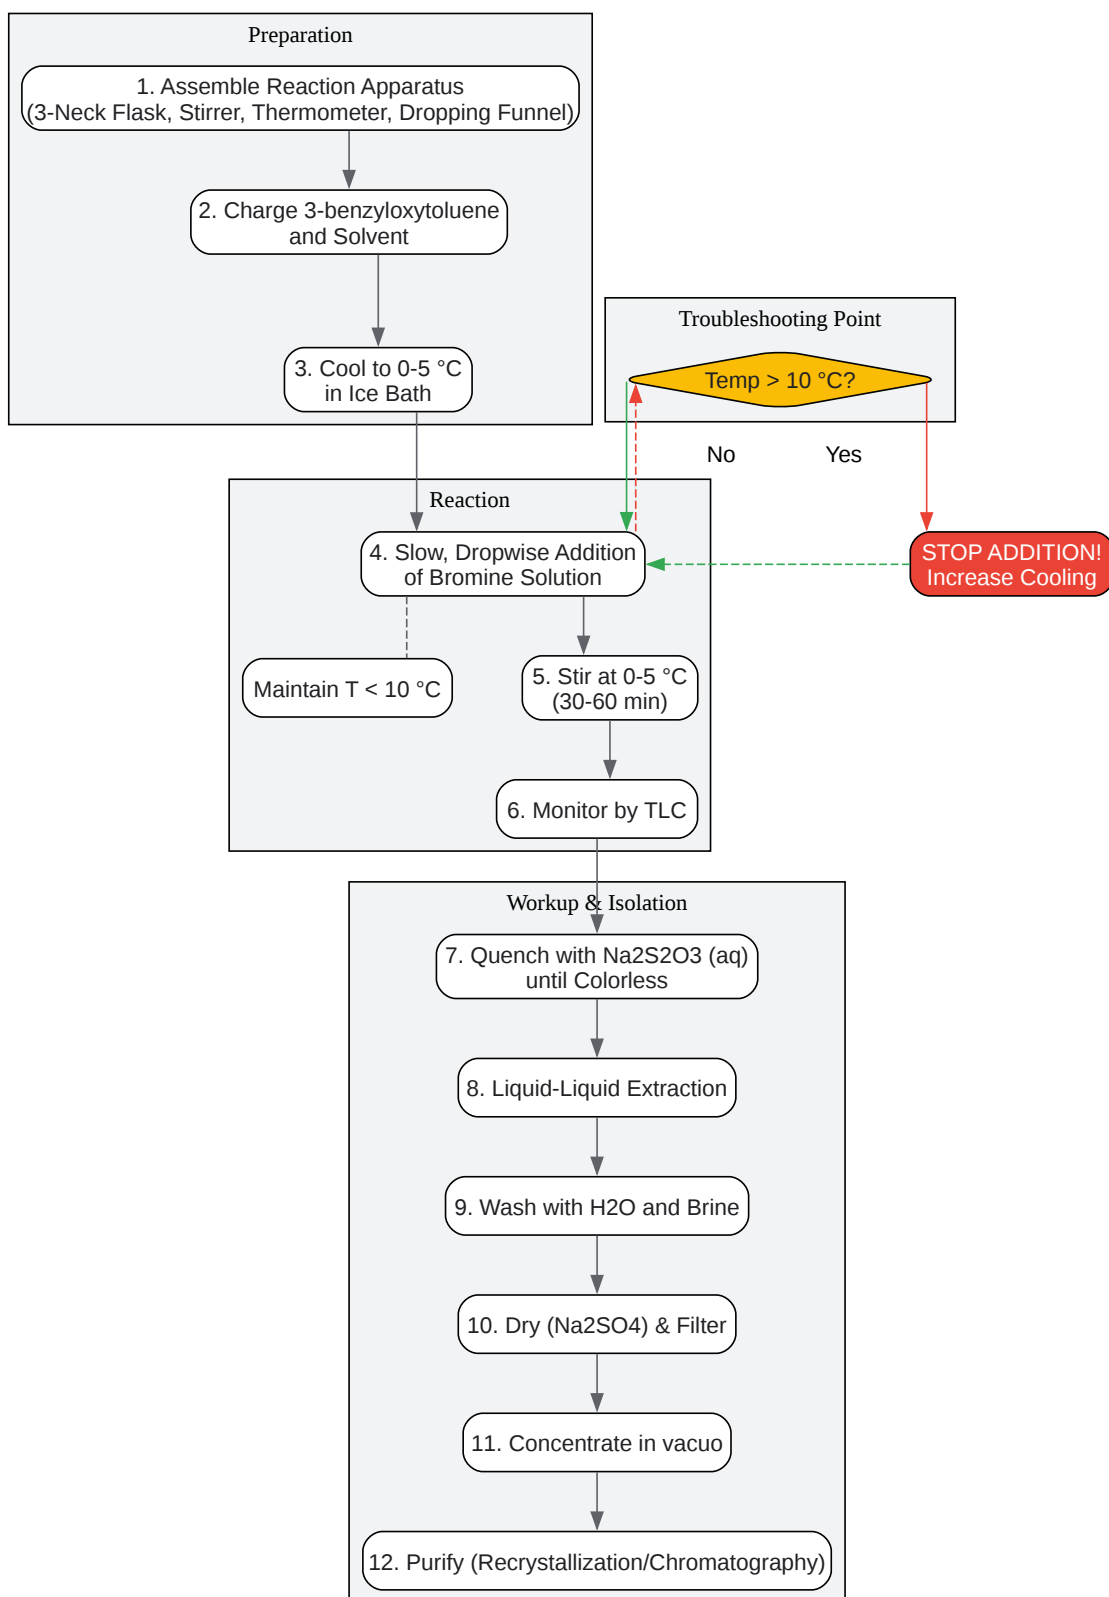 Preparation
1. Assemble Reaction Apparatus
(3-Neck Flask, Stirrer, Thermometer, Dropping Funnel)
2. Charge 3-benzyloxytoluene
and Solvent
3. Cool to 0-5 °C
in Ice Bath
Troubleshooting Point
Temp > 10 °C?
No
Yes
Reaction
4. Slow, Dropwise Addition
of Bromine Solution
STOP ADDITION!
Increase Cooling
Maintain T < 10 °C
5. Stir at 0-5 °C
(30-60 min)
6. Monitor by TLC
Workup & Isolation
7. Quench with Na2S2O3 (aq)
until Colorless
8. Liquid-Liquid Extraction
9. Wash with H2O and Brine
10. Dry (Na2SO4) & Filter
11. Concentrate in vacuo
12. Purify (Recrystallization/Chromatography)